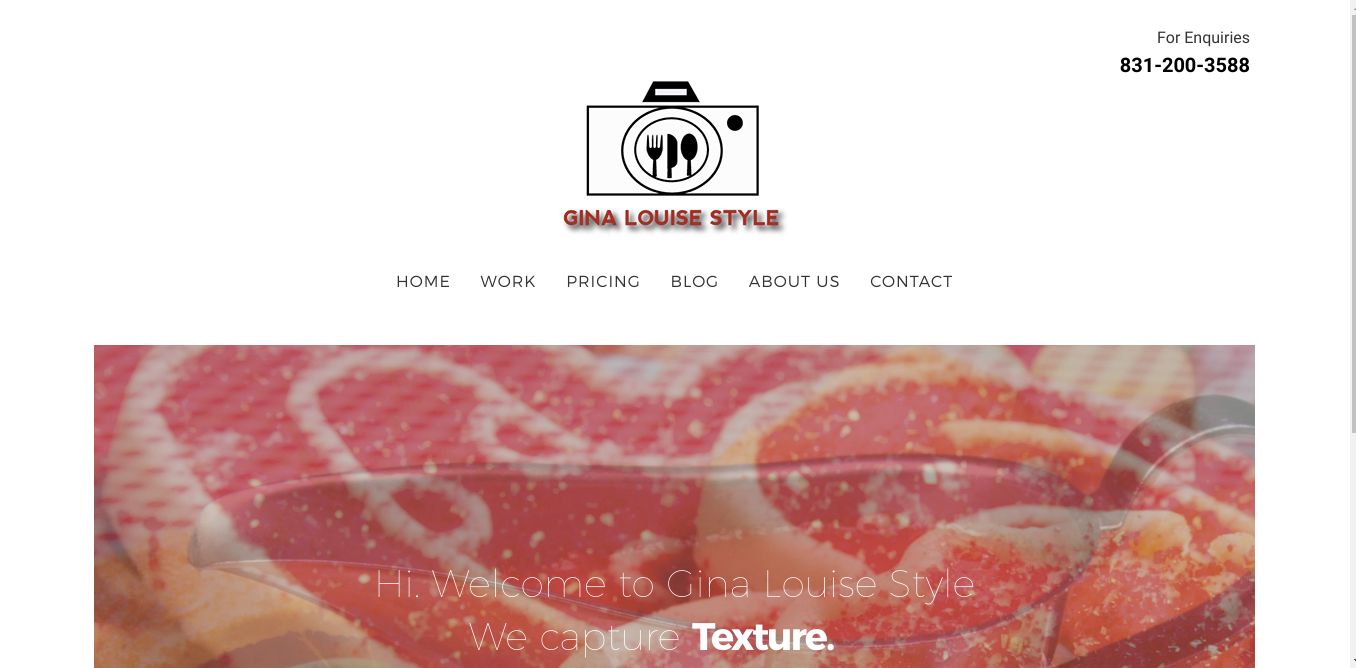 For Enquiries
831-200-3588
GINA LOUISE STYLE
HOME WORK PRICING BLOG ABOUT US CONTACT
Hi. Welcome to Gina Louise Style
We capture Texture.